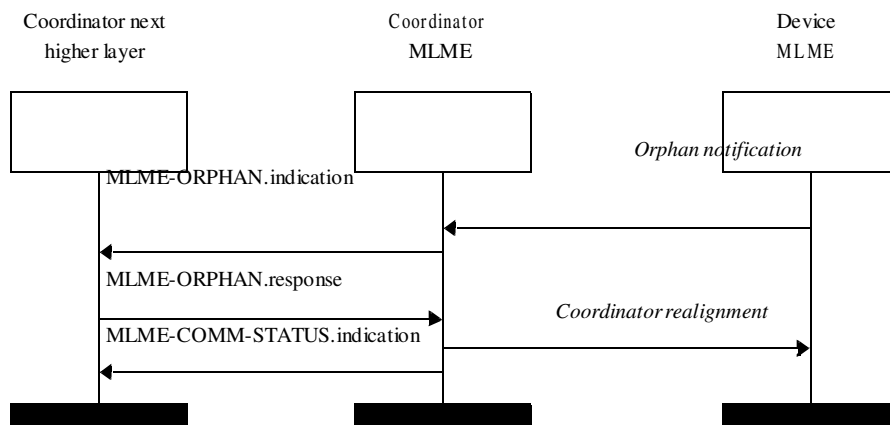 Coordinator next
higher layer
Coordinator
MLME
Device
MLME
Orphan notification
MLME-ORPHAN.indication
MLME-ORPHAN.response
Coordinator realignment
MLME-COMM-STATUS.indication